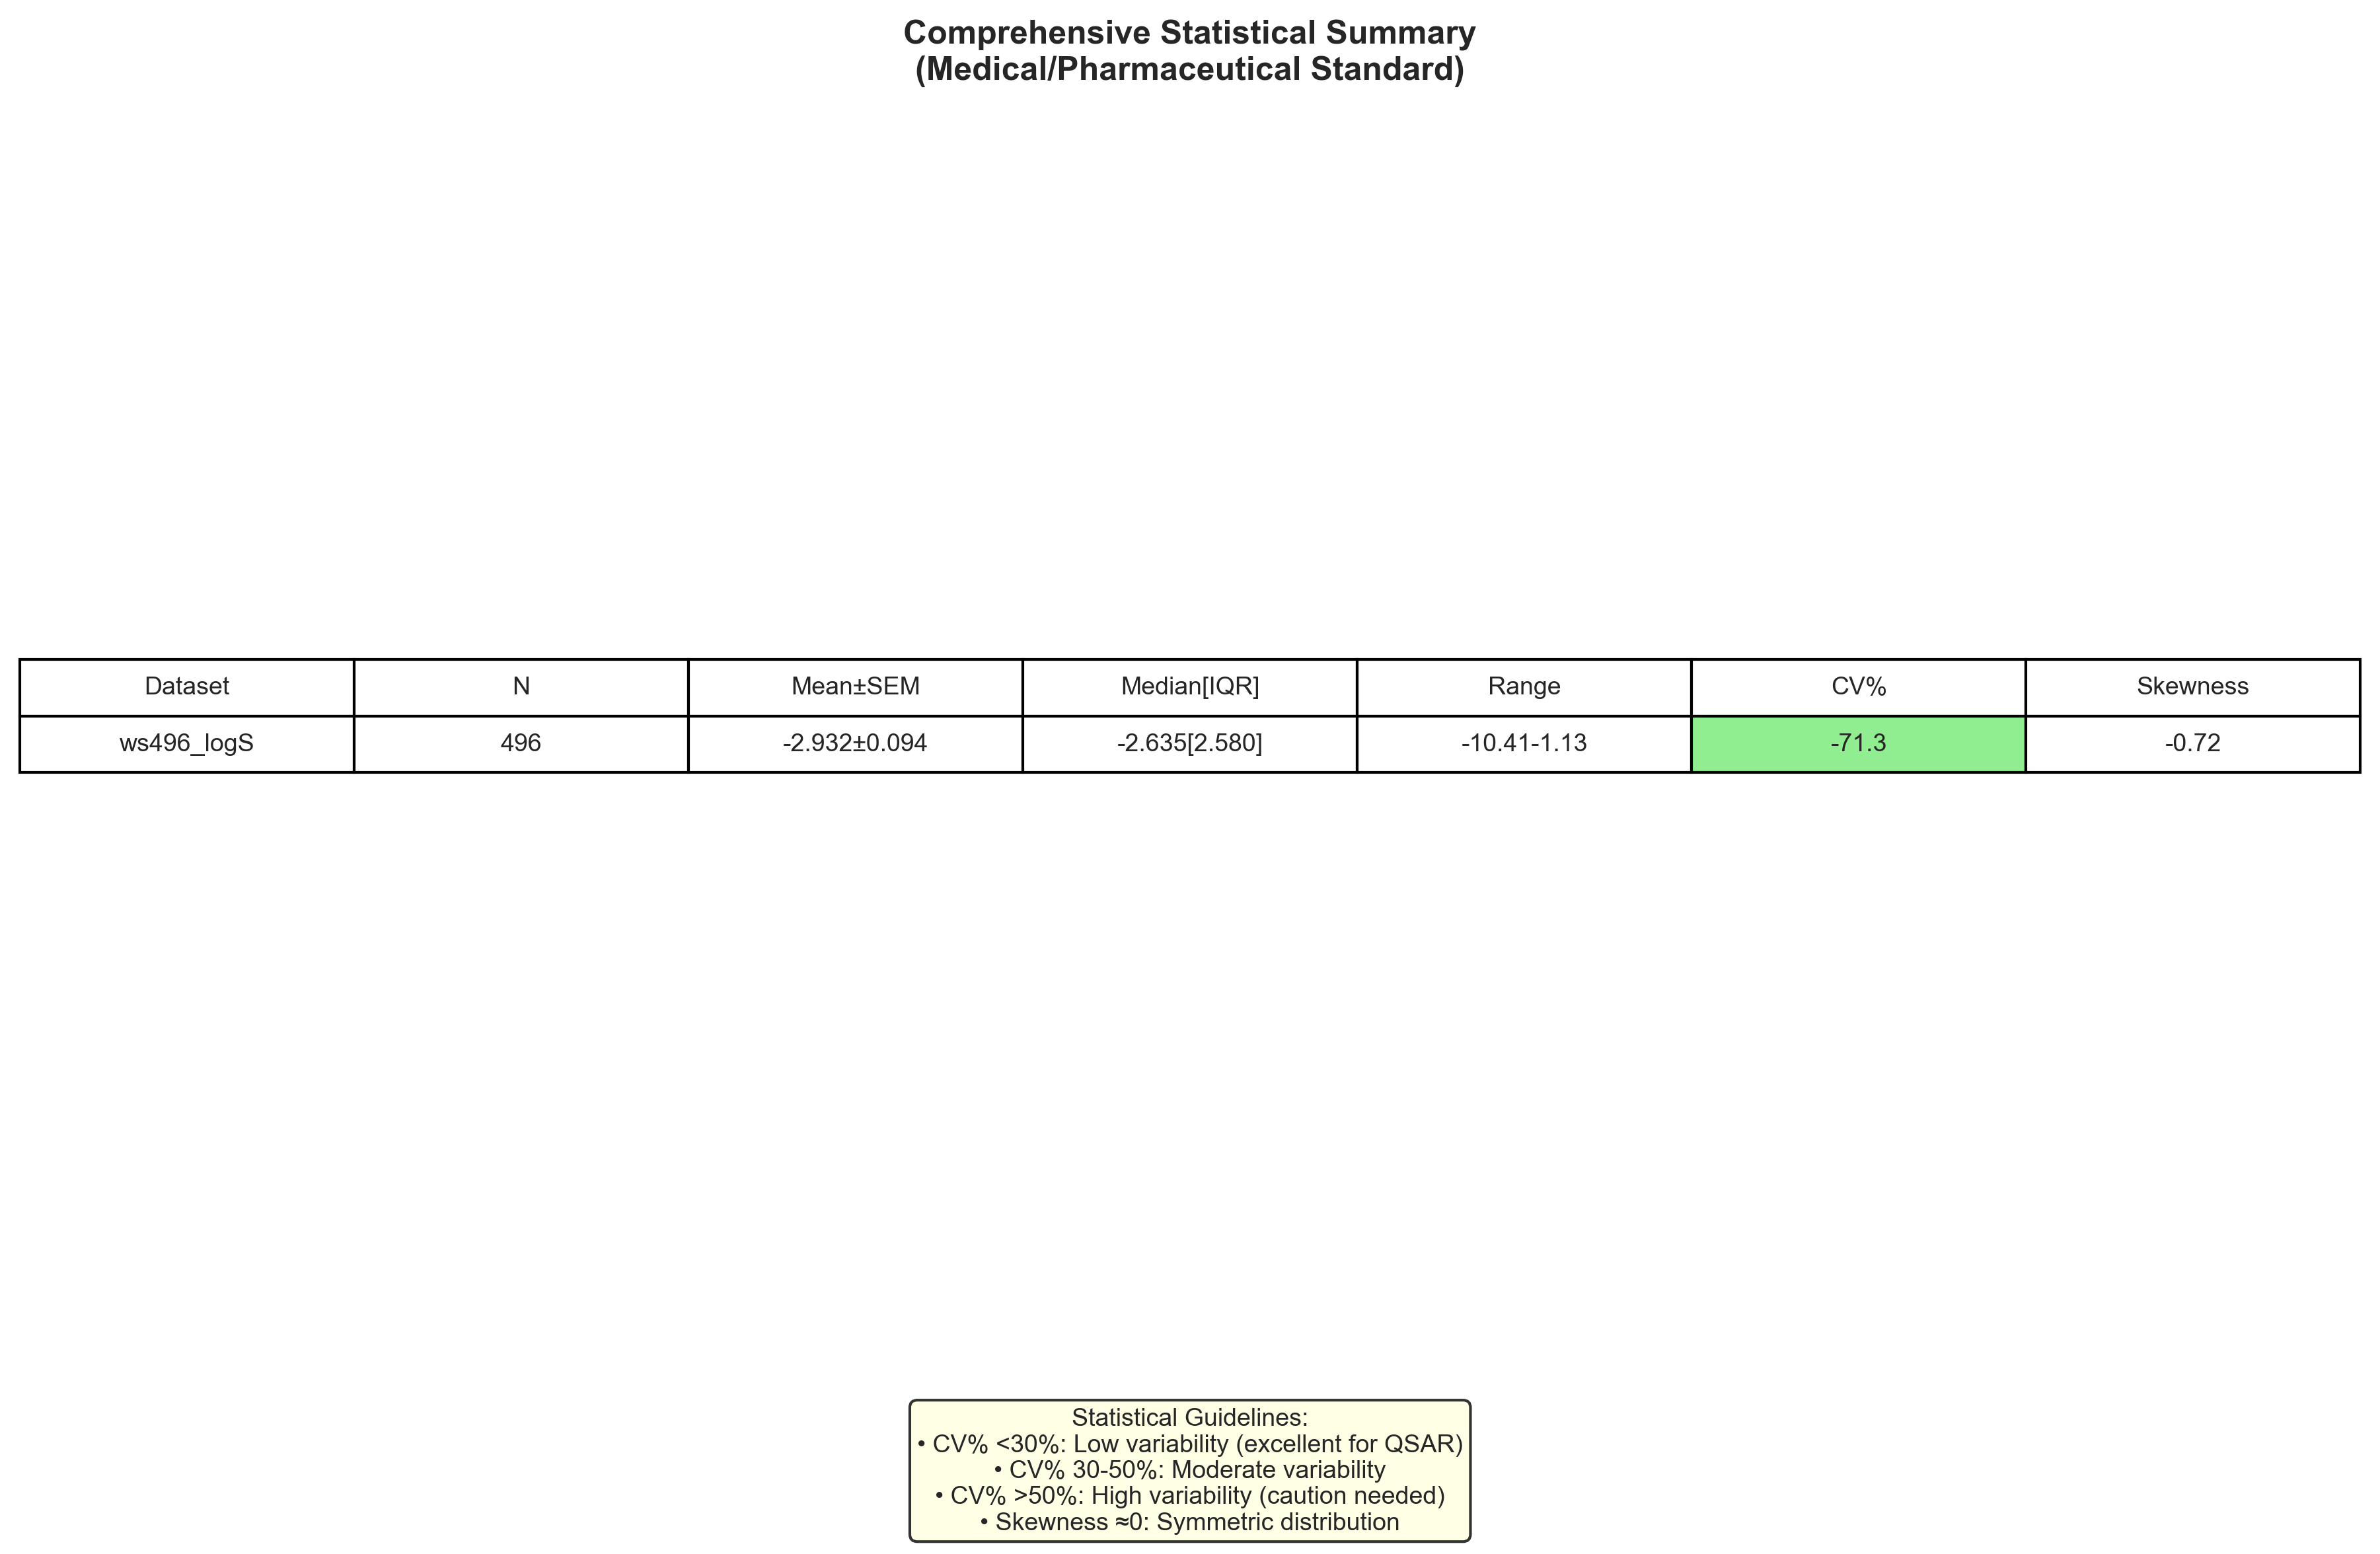 Comprehensive Statistical Summary
(Medical/Pharmaceutical Standard)
Dataset N Mean±SEM Median[IQR] Range CV% Skewness
ws496_logS 496 -2.932±0.094 -2.635[2.580] -10.41-1.13 -71.3 -0.72
Statistical Guidelines:
• CV% <30%: Low variability (excellent for QSAR)
• CV% 30-50%: Moderate variability
• CV% >50%: High variability (caution needed)
• Skewness ≈0: Symmetric distribution